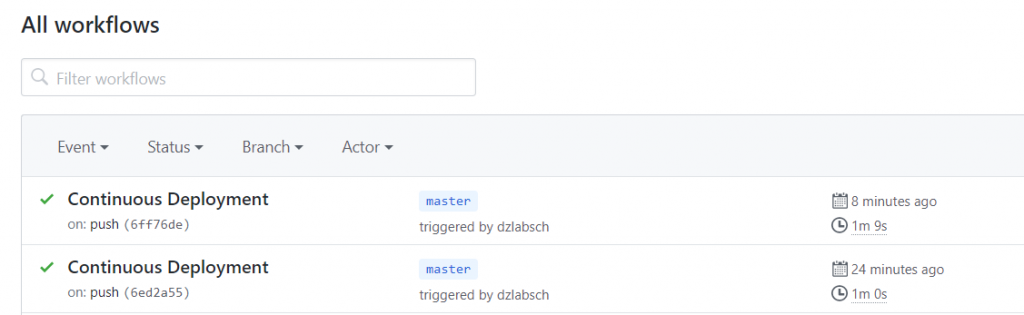 All workflows
Filter workflows
Event Status Branch Actor
Continuous Deployment master 8 minutes ago
on: push (6ff76de) triggered by dzlabsch 1m 9s
Continuous Deployment master 24 minutes ago
on: push (6ed2a55) triggered by dzlabsch 1m 0s